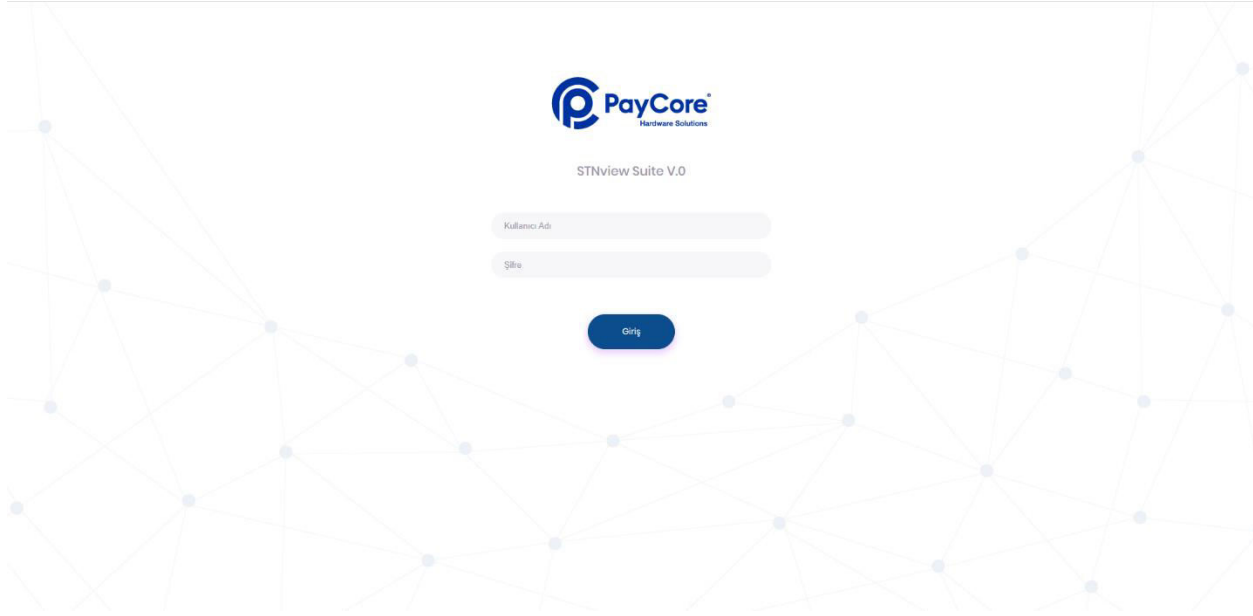 PayCore®
Hardware Solutions
STNview Suite V.0
Kullanıcı Adı
Şifre
Giriş